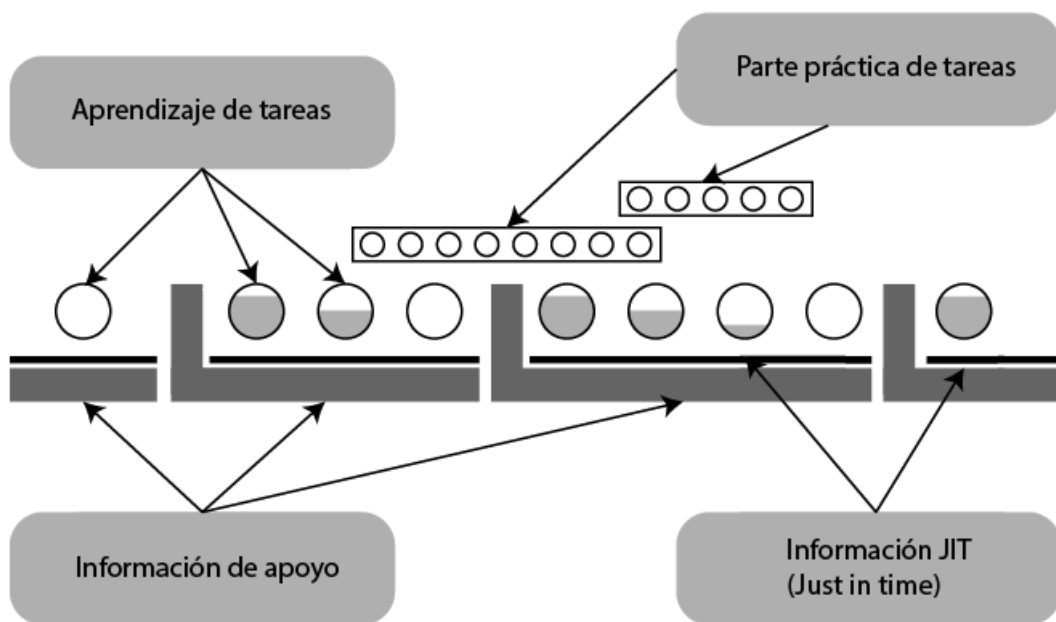 Aprendizaje de tareas
Parte práctica de tareas
Información de apoyo
Información JIT
(Just in time)